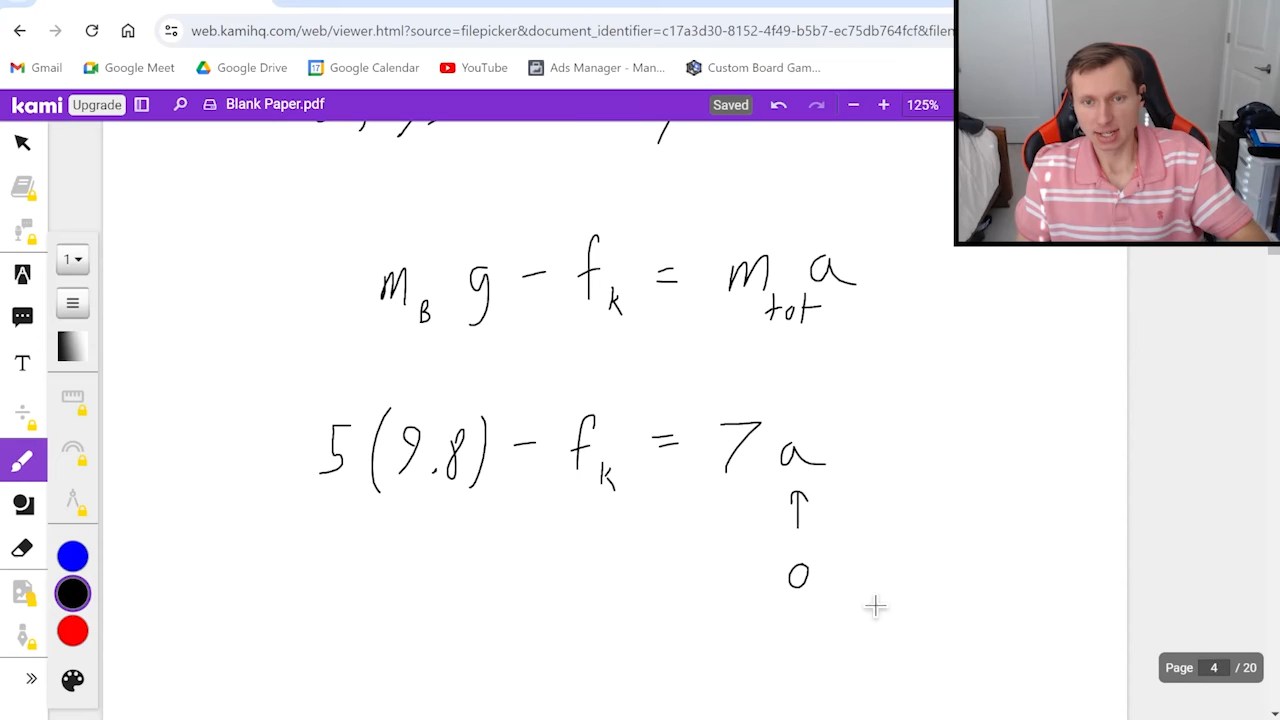 web.kamihq.com/web/viewer.html?source=filepicker&document_identifier=c17a3d30-8152-4f49-b5b7-ec75db764fcf&filen
Gmail Google Meet Google Drive 17 Google Calendar YouTube Ads Manager - Man... Custom Board Gam...
kami Upgrade Blank Paper.pdf Saved 125%
1
A
T
m_B g - f_k = m_tot a
5(9.8) - f_k = 7a
↑
0
Page 4 / 20